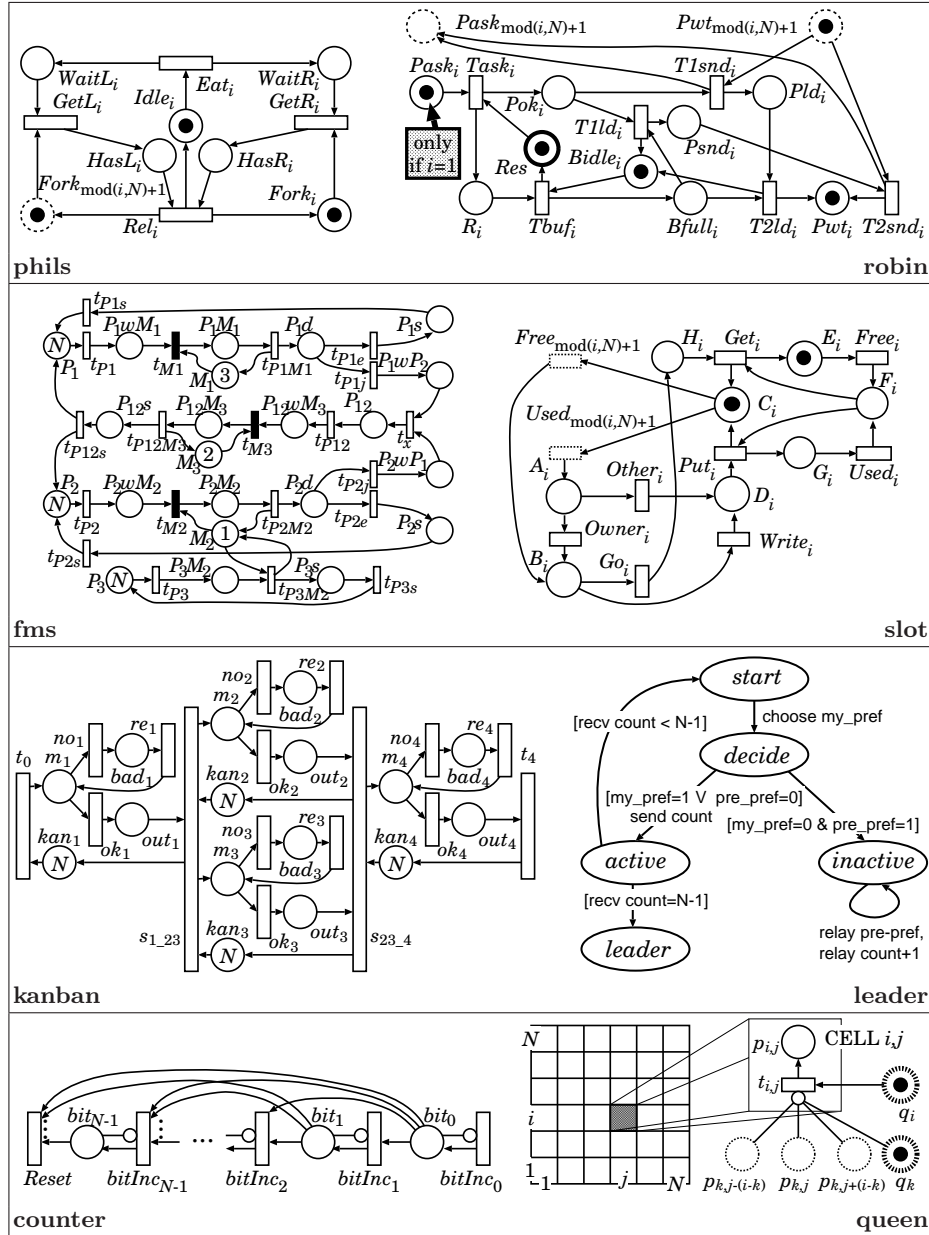 Pask_mod(i,N)+1 Pwt_mod(i,N)+1
WaitL_i Eat_i WaitR_i
GetL_i Idle_i GetR_i
HasL_i HasR_i
Fork_mod(i,N)+1 Fork_i
Rel_i
Pask_i Task_i T1snd_i
Pok_i Pld_i
only
if i=1
T1ld_i Psnd_i
Res Bidle_i
R_i Tbuf_i Bfull_i T2ld_i Pwt_i T2snd_i
phils robin
t_P1s
P_1wM_1 P_1M_1 P_1d P_1s
N
P_1 t_P1 t_M1 M_1 3 t_P1M1 t_P1e P_1wP_2
t_P1j
P_12s P_12M_3 P_12wM_3 P_12
t_P12s t_P12M3 M_3 2 t_M3 t_P12 t_x
P_2 P_2wM_2 P_2M_2 P_2d P_2wP_1
t_P2j
N
t_P2 t_M2 M_2 1 t_P2M2 t_P2e P_2s
t_P2s
P_3 N P_3M_2 P_3s
t_P3 t_P3M2 t_P3s
Free_mod(i,N)+1 H_i Get_i E_i Free_i
Used_mod(i,N)+1 C_i F_i
A_i Other_i Put_i G_i Used_i
D_i
Owner_i Write_i
B_i Go_i
fms slot
t_0 m_1 no_1 re_1
bad_1
kan_1 N ok_1 out_1
no_2 re_2
m_2 bad_2
kan_2 N ok_2 out_2
no_3 re_3
m_3 bad_3
kan_3 N ok_3 out_3
s_1_23 s_23_4
m_4 no_4 re_4 t_4
bad_4
kan_4 N ok_4 out_4
start
[recv count < N-1] choose my_pref
decide
[my_pref=1 V pre_pref=0]
send count
[my_pref=0 & pre_pref=1]
active inactive
[recv count=N-1]
relay pre-pref,
relay count+1
leader
kanban leader
bit_N-1 ... bit_1 bit_0
Reset bitInc_N-1 bitInc_2 bitInc_1 bitInc_0
N
i
1
1 j N
p_i,j CELL i,j
t_i,j
q_i
p_k,j-(i-k) p_k,j p_k,j+(i-k) q_k
counter queen